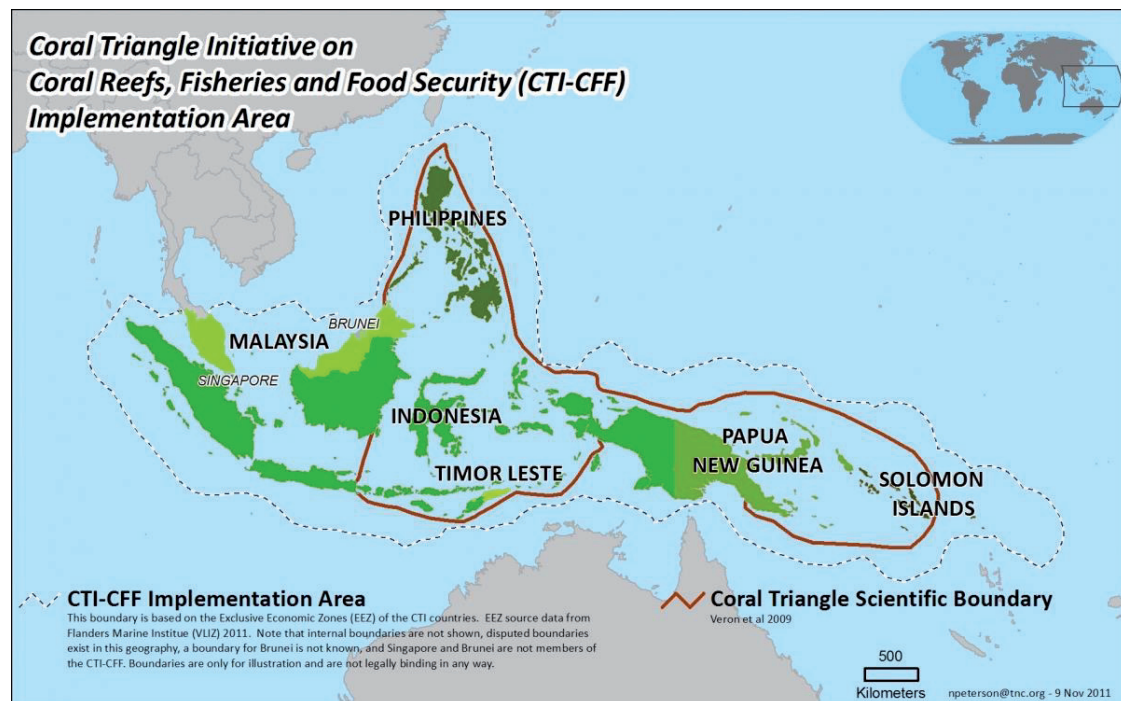 Coral Triangle Initiative on
Coral Reefs, Fisheries and Food Security (CTI-CFF)
Implementation Area
PHILIPPINES
BRUNEI
MALAYSIA
SINGAPORE
INDONESIA
PAPUA
NEW GUINEA
TIMOR LESTE
SOLOMON
ISLANDS
CTI-CFF Implementation Area
This boundary is based on the Exclusive Economic Zones (EEZ) of the CTI countries. EEZ source data from
Flanders Marine Institue (VLIZ) 2011. Note that internal boundaries are not shown, disputed boundaries
exist in this geography, a boundary for Brunei is not known, and Singapore and Brunei are not members of
the CTI-CFF. Boundaries are only for illustration and are not legally binding in any way.
Coral Triangle Scientific Boundary
Veron et al 2009
500
Kilometers
npeterson@tnc.org - 9 Nov 2011